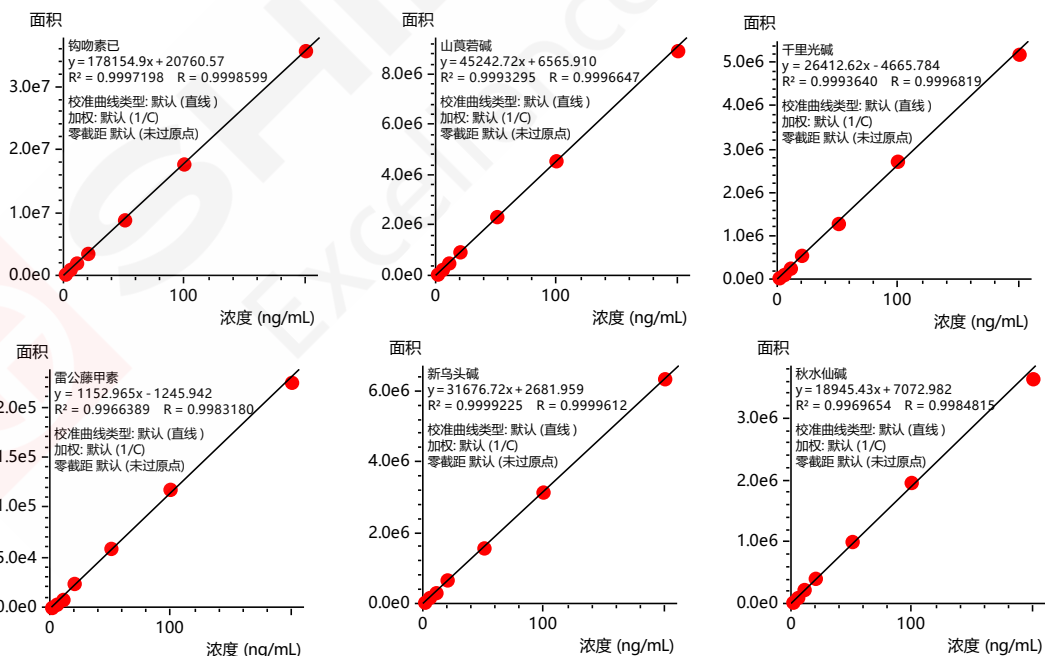 面积
钩吻素已
y = 178154.9x + 20760.57
R² = 0.9997198 R = 0.9998599
校准曲线类型: 默认 (直线 )
加权: 默认 (1/C)
零截距 默认 (未过原点)
3.0e7
2.0e7
1.0e7
0.0e0
0
100
浓度 (ng/mL)
面积
山莨菪碱
y = 45242.72x + 6565.910
R² = 0.9993295 R = 0.9996647
校准曲线类型: 默认 (直线 )
加权: 默认 (1/C)
零截距 默认 (未过原点)
8.0e6
6.0e6
4.0e6
2.0e6
0.0e0
0
100
浓度 (ng/mL)
面积
千里光碱
y = 26412.62x - 4665.784
R² = 0.9993640 R = 0.9996819
校准曲线类型: 默认 (直线 )
加权: 默认 (1/C)
零截距 默认 (未过原点)
5.0e6
4.0e6
3.0e6
2.0e6
1.0e6
0.0e0
0
100
浓度 (ng/mL)
面积
雷公藤甲素
y = 1152.965x - 1245.942
R² = 0.9966389 R = 0.9983180
校准曲线类型: 默认 (直线 )
加权: 默认 (1/C)
零截距 默认 (未过原点)
2.0e5
1.5e5
1.0e5
5.0e4
0.0e0
0
100
浓度 (ng/mL)
面积
新乌头碱
y = 31676.72x + 2681.959
R² = 0.9999225 R = 0.9999612
校准曲线类型: 默认 (直线 )
加权: 默认 (1/C)
零截距 默认 (未过原点)
6.0e6
4.0e6
2.0e6
0.0e0
0
100
浓度 (ng/mL)
面积
秋水仙碱
y = 18945.43x + 7072.982
R² = 0.9969654 R = 0.9984815
校准曲线类型: 默认 (直线 )
加权: 默认 (1/C)
零截距 默认 (未过原点)
3.0e6
2.0e6
1.0e6
0.0e0
0
100
浓度 (ng/mL)